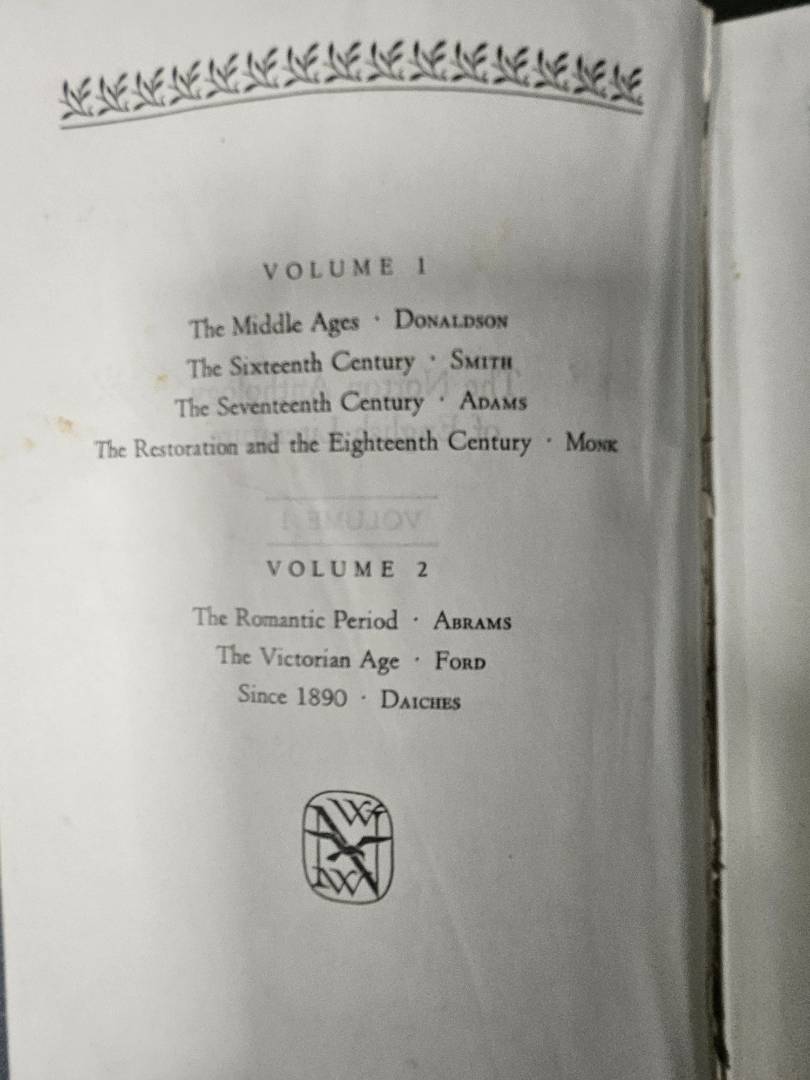 VOLUME 1
The Middle Ages · DONALDSON
The Sixteenth Century · SMITH
The Seventeenth Century · ADAMS
The Restoration and the Eighteenth Century · MONK
VOLUME 2
The Romantic Period · ABRAMS
The Victorian Age · FORD
Since 1890 · DAICHES